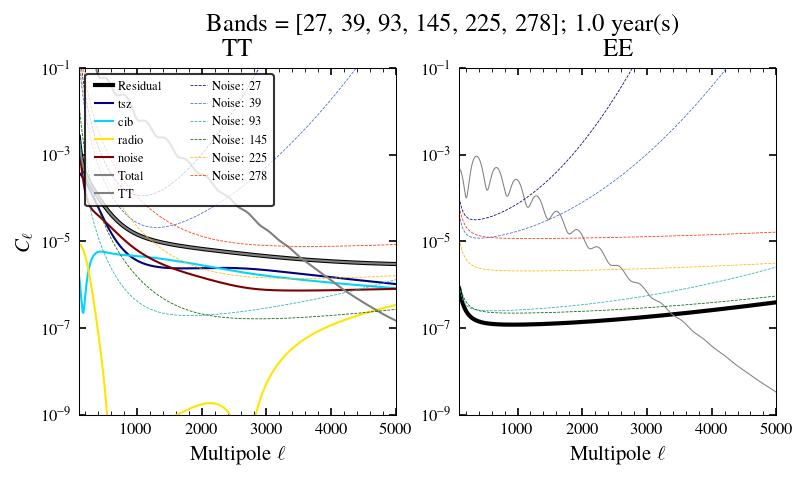 Bands = [27, 39, 93, 145, 225, 278]; 1.0 year(s)
TT
EE
10⁻¹
10⁻³
10⁻⁵
10⁻⁷
10⁻⁹
C_ℓ
Residual
tsz
cib
radio
noise
Total
TT
Noise: 27
Noise: 39
Noise: 93
Noise: 145
Noise: 225
Noise: 278
1000 2000 3000 4000 5000
Multipole ℓ
10⁻¹
10⁻³
10⁻⁵
10⁻⁷
10⁻⁹
1000 2000 3000 4000 5000
Multipole ℓ